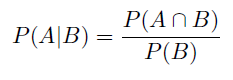 P(A|B) = P(A ∩ B) / P(B)